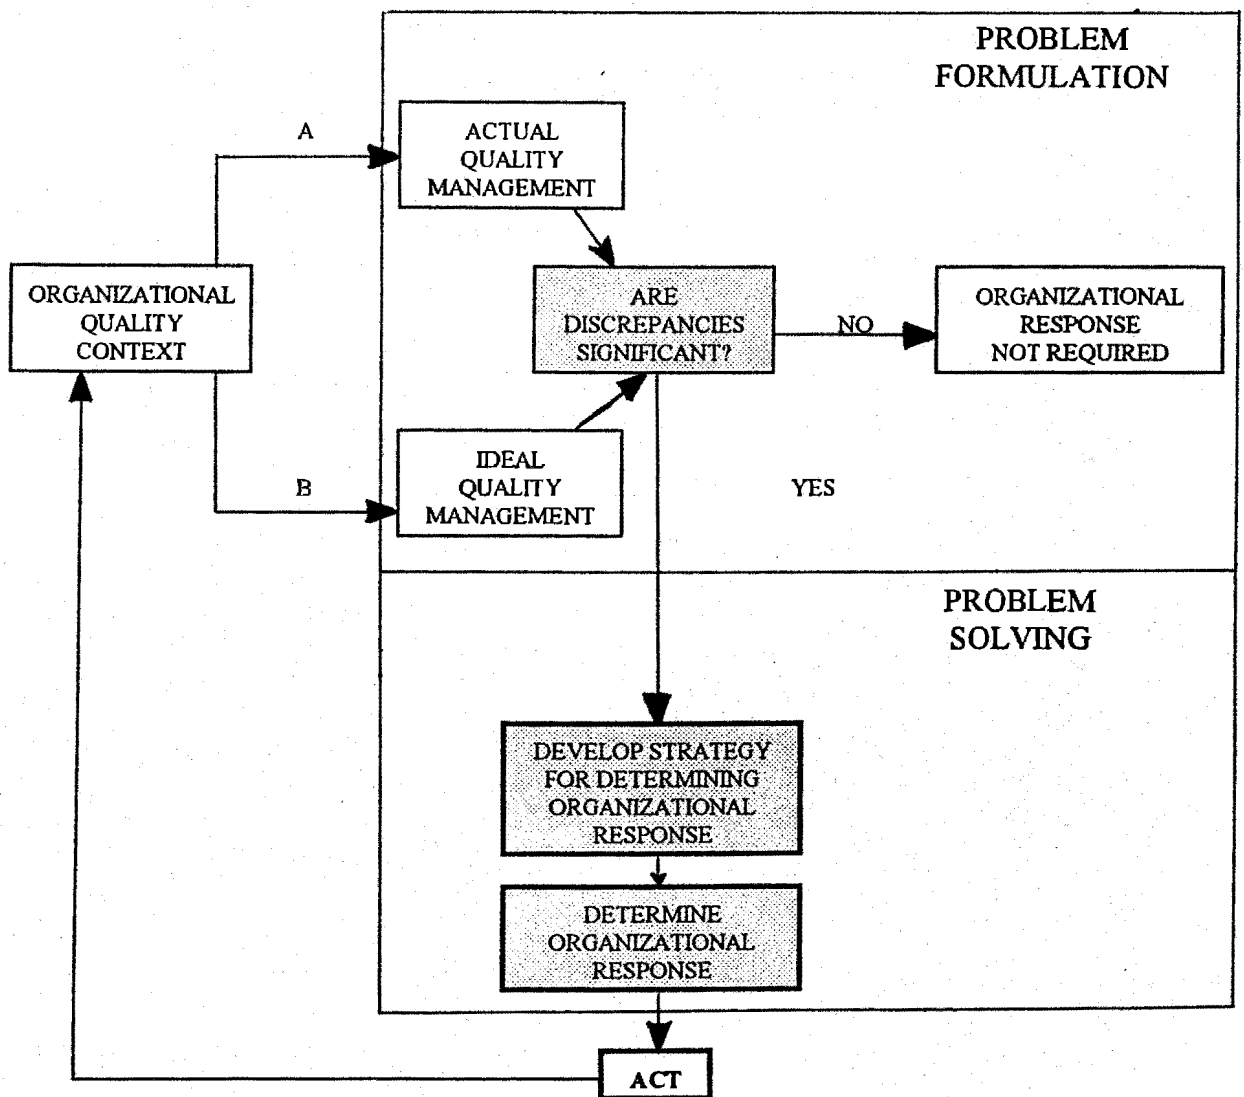 PROBLEM
FORMULATION
A
ACTUAL
QUALITY
MANAGEMENT
ORGANIZATIONAL
QUALITY
CONTEXT
ARE
DISCREPANCIES
SIGNIFICANT?
NO
ORGANIZATIONAL
RESPONSE
NOT REQUIRED
B
IDEAL
QUALITY
MANAGEMENT
YES
PROBLEM
SOLVING
DEVELOP STRATEGY
FOR DETERMINING
ORGANIZATIONAL
RESPONSE
DETERMINE
ORGANIZATIONAL
RESPONSE
ACT